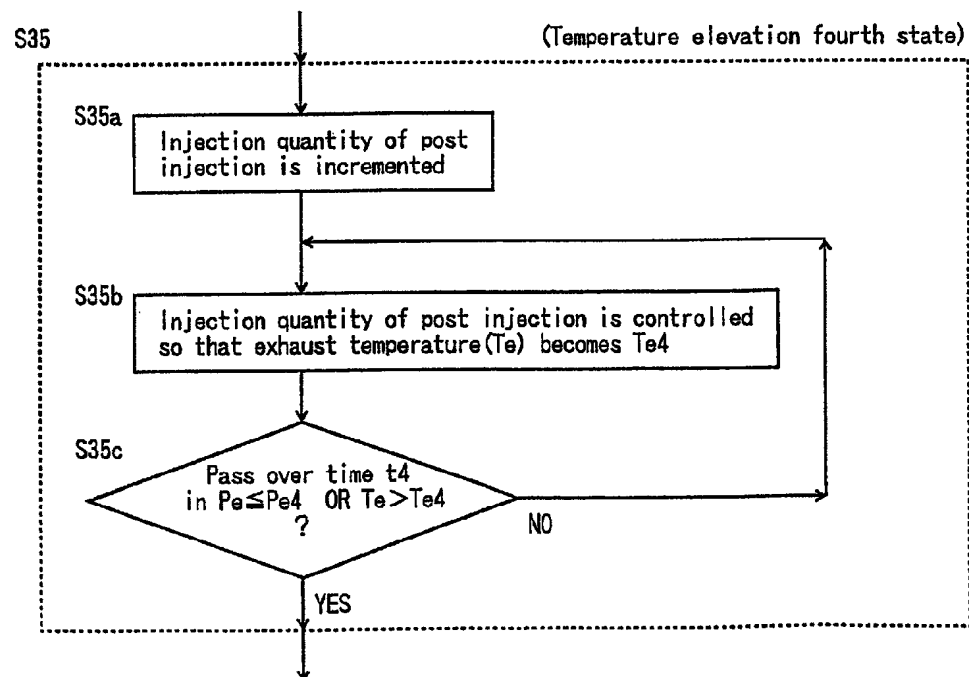 S35
(Temperature elevation fourth state)
S35a
Injection quantity of post
injection is incremented
S35b
Injection quantity of post injection is controlled
so that exhaust temperature(Te) becomes Te4
S35c
Pass over time t4
in Pe≦Pe4 OR Te>Te4
?
NO
YES